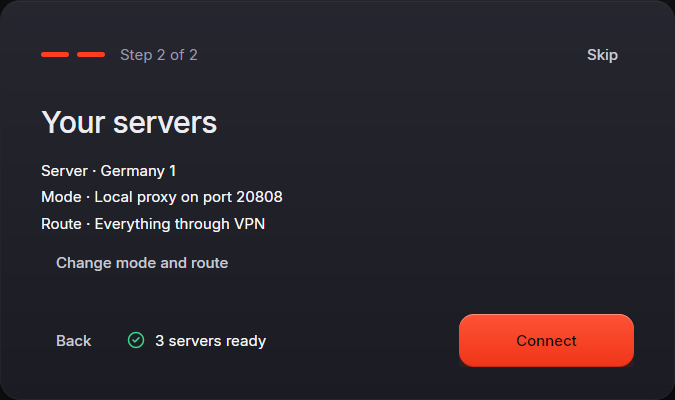 Step 2 of 2
Skip
Your servers
Server · Germany 1
Mode · Local proxy on port 20808
Route · Everything through VPN
Change mode and route
Back
3 servers ready
Connect